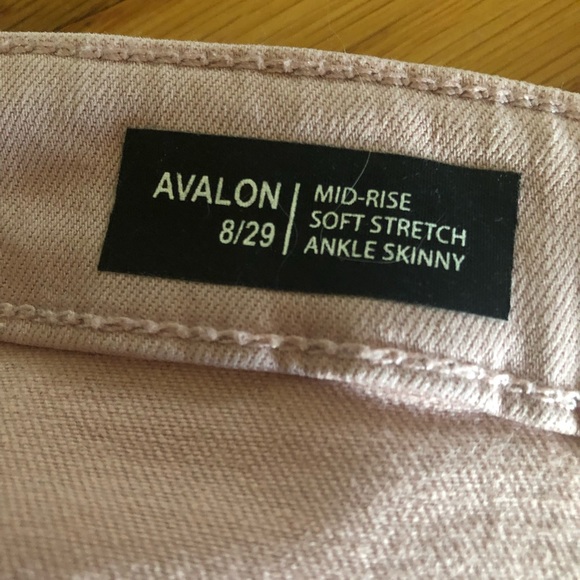 AVALON
8/29
MID-RISE
SOFT STRETCH
ANKLE SKINNY